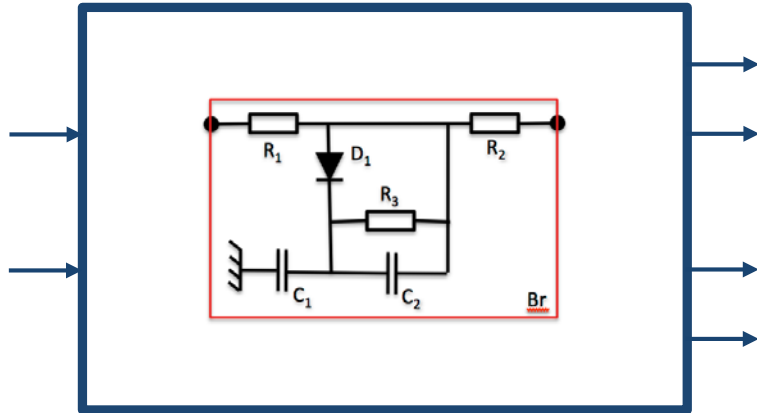 R₁
R₂
D₁
R₃
C₁
C₂
Br